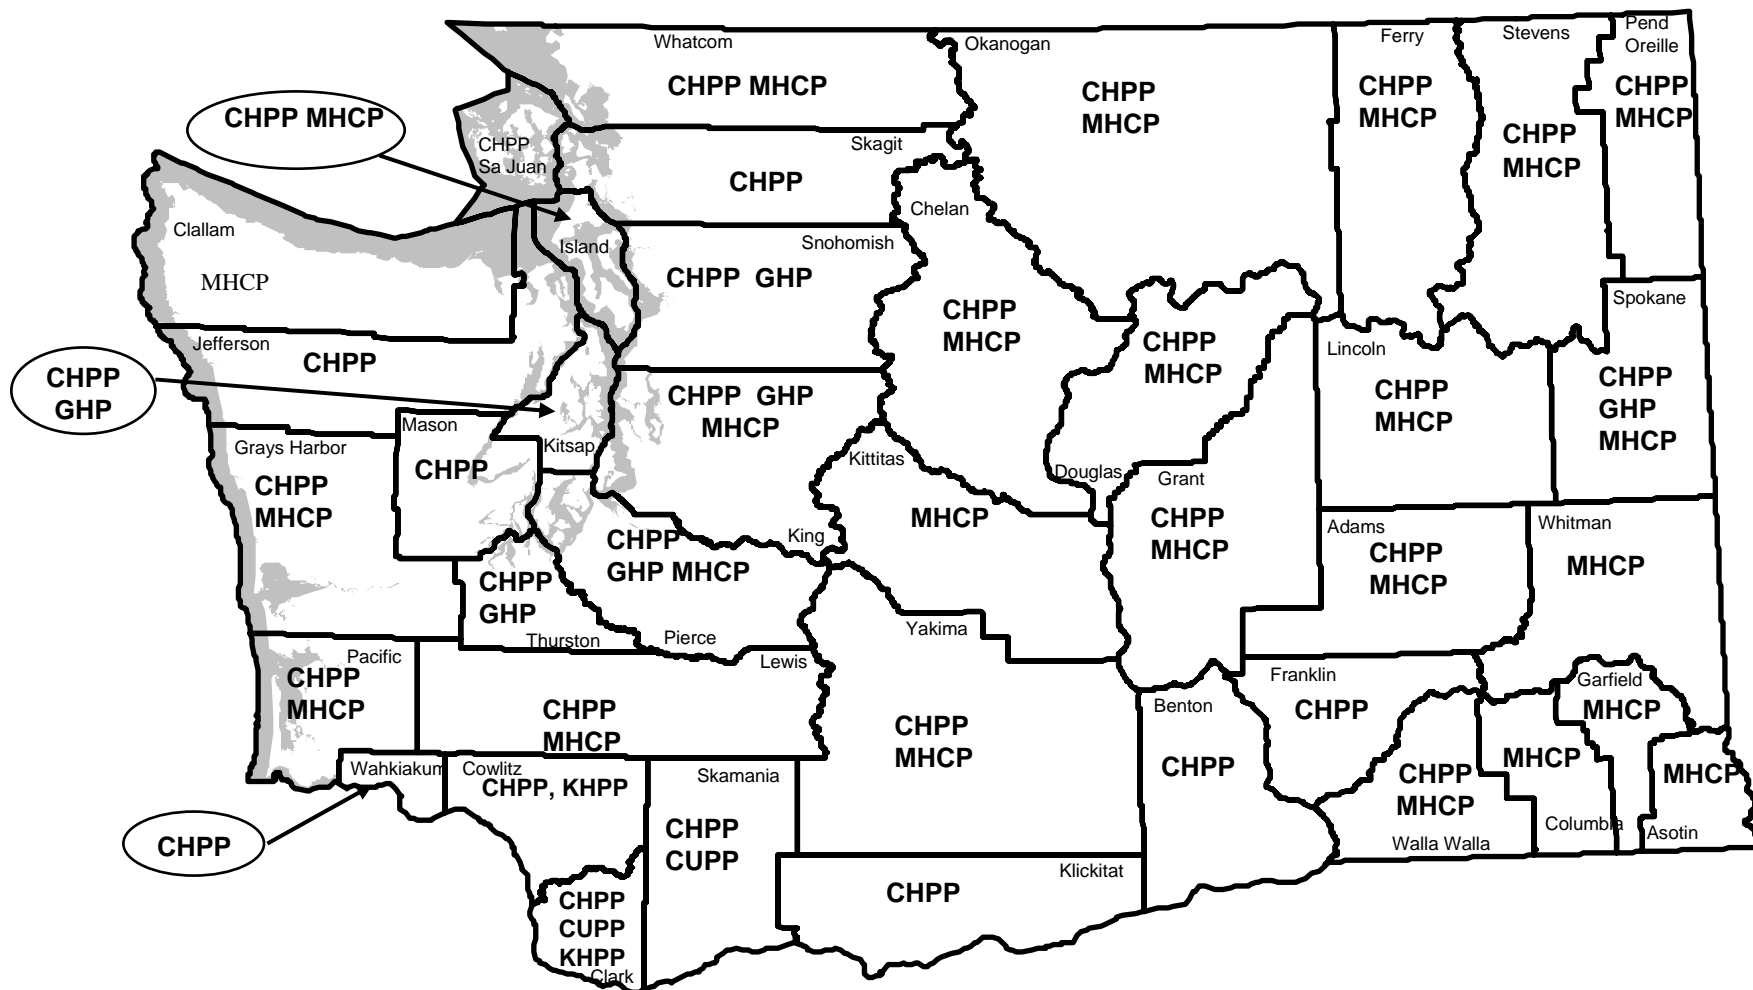 Whatcom
CHPP MHCP
Okanogan
CHPP
MHCP
Ferry
CHPP
MHCP
Stevens
CHPP
MHCP
Pend
Oreille
CHPP
MHCP
CHPP MHCP
CHPP
Sa Juan
Skagit
CHPP
Clallam
MHCP
Island
Snohomish
CHPP GHP
Chelan
CHPP
MHCP
CHPP
MHCP
Douglas
Spokane
CHPP
GHP
MHCP
Jefferson
CHPP
CHPP
GHP
Lincoln
CHPP
MHCP
CHPP GHP
MHCP
King
Mason
CHPP
Kitsap
Grays Harbor
CHPP
MHCP
Kittitas
MHCP
Grant
CHPP
MHCP
Adams
CHPP
MHCP
Whitman
MHCP
CHPP
GHP MHCP
Pierce
CHPP
GHP
Thurston
Yakima
CHPP
MHCP
Pacific
CHPP
MHCP
Lewis
CHPP
MHCP
Franklin
CHPP
Benton
CHPP
Garfield
MHCP
MHCP
Columbia
MHCP
Asotin
CHPP
MHCP
Walla Walla
Wahkiakum
CHPP
Cowlitz
CHPP, KHPP
Skamania
CHPP
CUPP
Klickitat
CHPP
CHPP
CUPP
KHPP
Clark